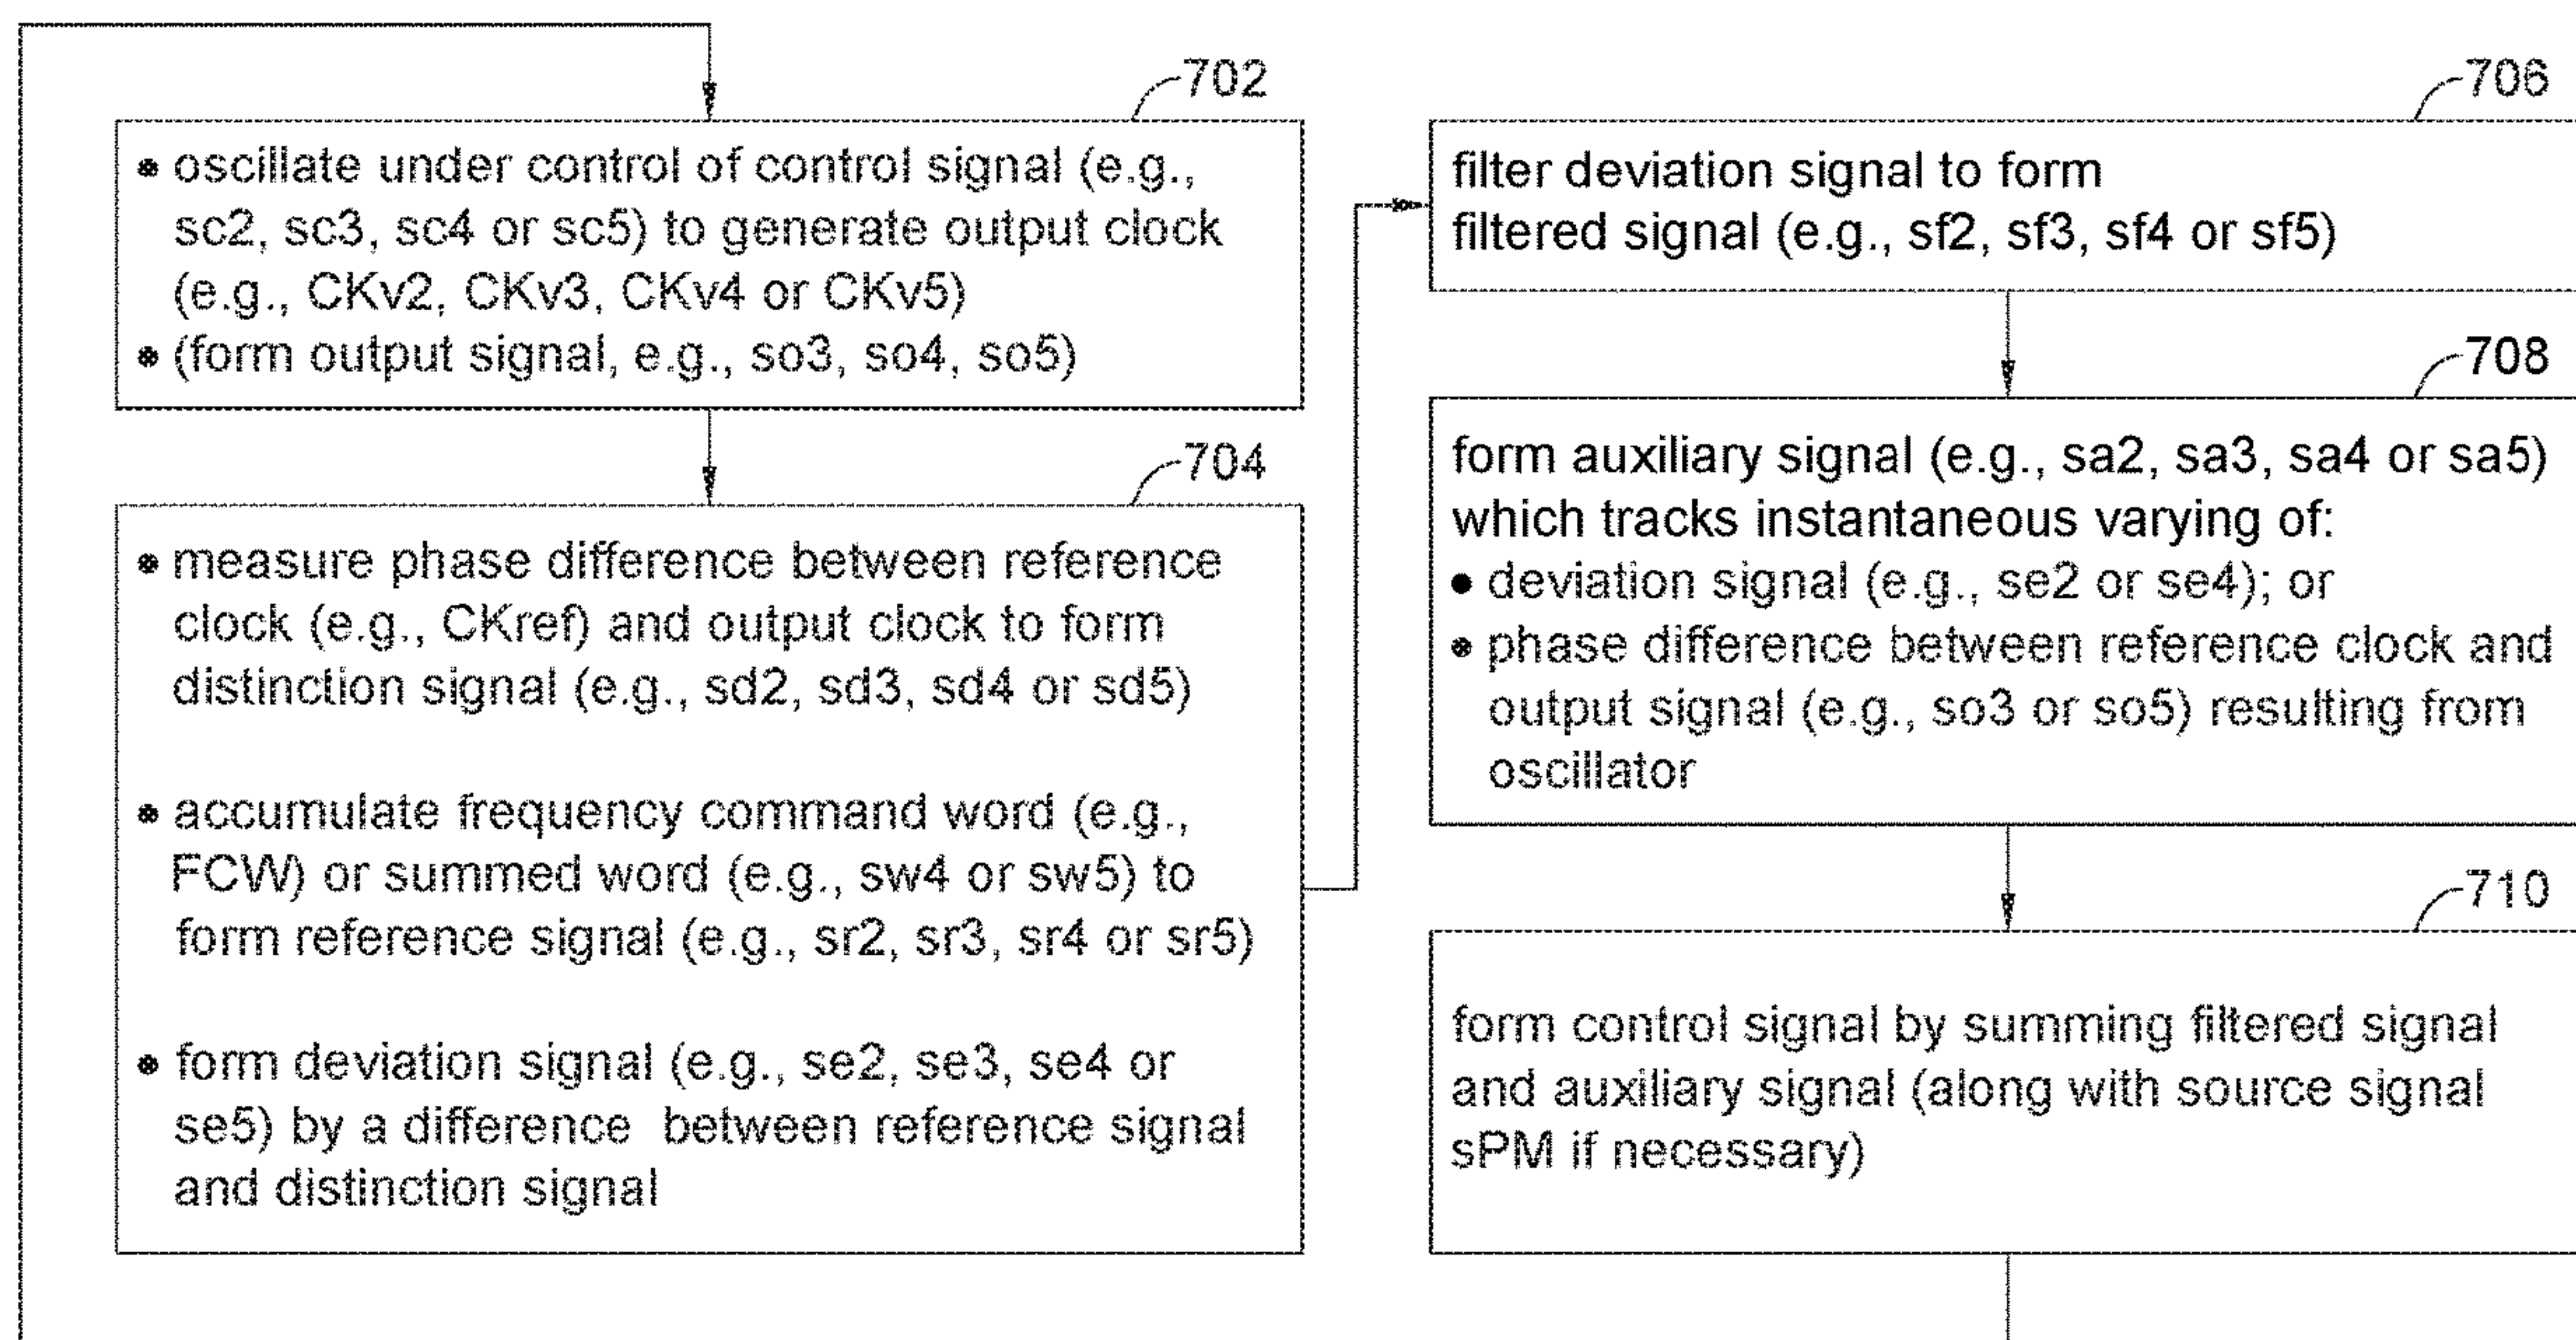 702
• oscillate under control of control signal (e.g.,
sc2, sc3, sc4 or sc5) to generate output clock
(e.g., CKv2, CKv3, CKv4 or CKv5)
• (form output signal, e.g., so3, so4, so5)
704
• measure phase difference between reference
clock (e.g., CKref) and output clock to form
distinction signal (e.g., sd2, sd3, sd4 or sd5)
• accumulate frequency command word (e.g.,
FCW) or summed word (e.g., sw4 or sw5) to
form reference signal (e.g., sr2, sr3, sr4 or sr5)
• form deviation signal (e.g., se2, se3, se4 or
se5) by a difference between reference signal
and distinction signal
706
filter deviation signal to form
filtered signal (e.g., sf2, sf3, sf4 or sf5)
708
form auxiliary signal (e.g., sa2, sa3, sa4 or sa5)
which tracks instantaneous varying of:
• deviation signal (e.g., se2 or se4); or
• phase difference between reference clock and
output signal (e.g., so3 or so5) resulting from
oscillator
710
form control signal by summing filtered signal
and auxiliary signal (along with source signal
sPM if necessary)